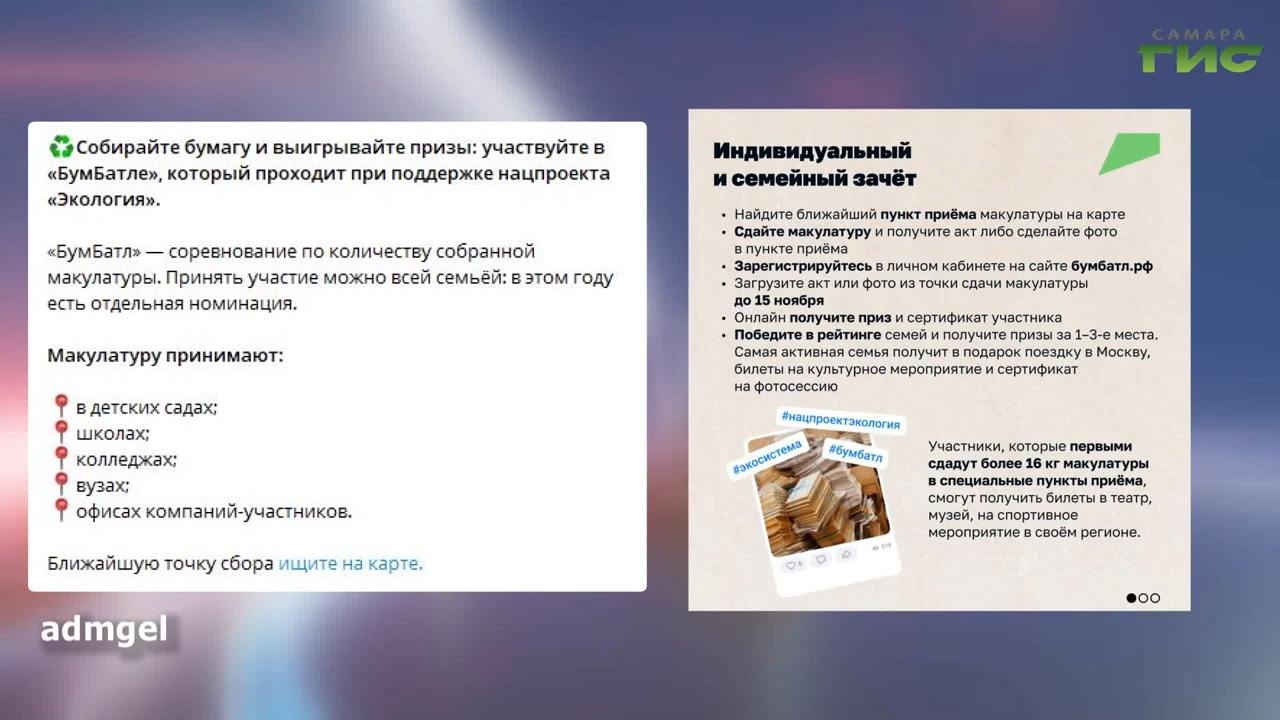 САМАРА
ГИС
Собирайте бумагу и выигрывайте призы: участвуйте в
«БумБатле», который проходит при поддержке нацпроекта
«Экология».
«БумБатл» — соревнование по количеству собранной
макулатуры. Принять участие можно всей семьёй: в этом году
есть отдельная номинация.
Макулатуру принимают:
в детских садах;
школах;
колледжах;
вузах;
офисах компаний-участников.
Ближайшую точку сбора ищите на карте.
admgel
Индивидуальный
и семейный зачёт
• Найдите ближайший пункт приёма макулатуры на карте
• Сдайте макулатуру и получите акт либо сделайте фото
в пункте приёма
• Зарегистрируйтесь в личном кабинете на сайте бумбатл.рф
• Загрузите акт или фото из точки сдачи макулатуры
до 15 ноября
• Онлайн получите приз и сертификат участника
• Победите в рейтинге семей и получите призы за 1–3-е места.
Самая активная семья получит в подарок поездку в Москву,
билеты на культурное мероприятие и сертификат
на фотосессию
#нацпроектэкология
#экосистема
#бумбатл
Участники, которые первыми
сдадут более 16 кг макулатуры
в специальные пункты приёма,
смогут получить билеты в театр,
музей, на спортивное
мероприятие в своём регионе.